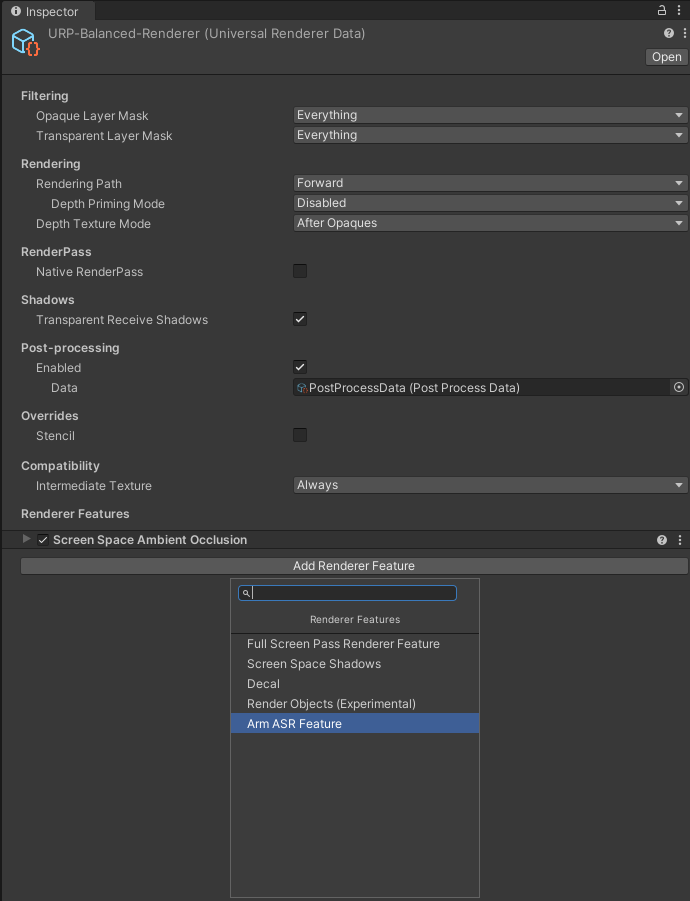 Inspector
URP-Balanced-Renderer (Universal Renderer Data)
Open
Filtering
Opaque Layer Mask Everything
Transparent Layer Mask Everything
Rendering
Rendering Path Forward
Depth Priming Mode Disabled
Depth Texture Mode After Opaques
RenderPass
Native RenderPass
Shadows
Transparent Receive Shadows
Post-processing
Enabled
Data PostProcessData (Post Process Data)
Overrides
Stencil
Compatibility
Intermediate Texture Always
Renderer Features
Screen Space Ambient Occlusion
Add Renderer Feature
Renderer Features
Full Screen Pass Renderer Feature
Screen Space Shadows
Decal
Render Objects (Experimental)
Arm ASR Feature